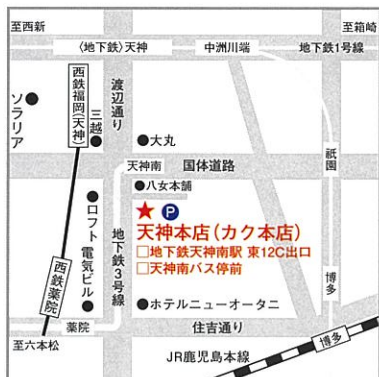 至西新
至箱崎
〈地下鉄〉天神
中洲川端
地下鉄1号線
西鉄福岡(天神)
渡辺通り
ソラリア
三越
大丸
天神南
国体道路
祇園
八女本舗
P
天神本店(カク本店)
□地下鉄天神南駅 東12C出口
□天神南バス停前
ロフト
電気ビル
地下鉄3号線
西鉄薬院
ホテルニューオータニ
博多
薬院
住吉通り
至六本松
博多
JR鹿児島本線